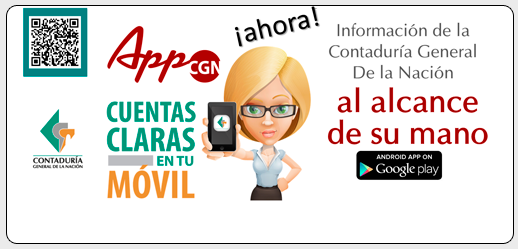 ¡ahora!
App
CGN
CUENTAS
CLARAS
EN TU
MÓVIL
CONTADURÍA
GENERAL DE LA NACIÓN
Información de la
Contaduría General
De la Nación
al alcance
de su mano
ANDROID APP ON
Google play